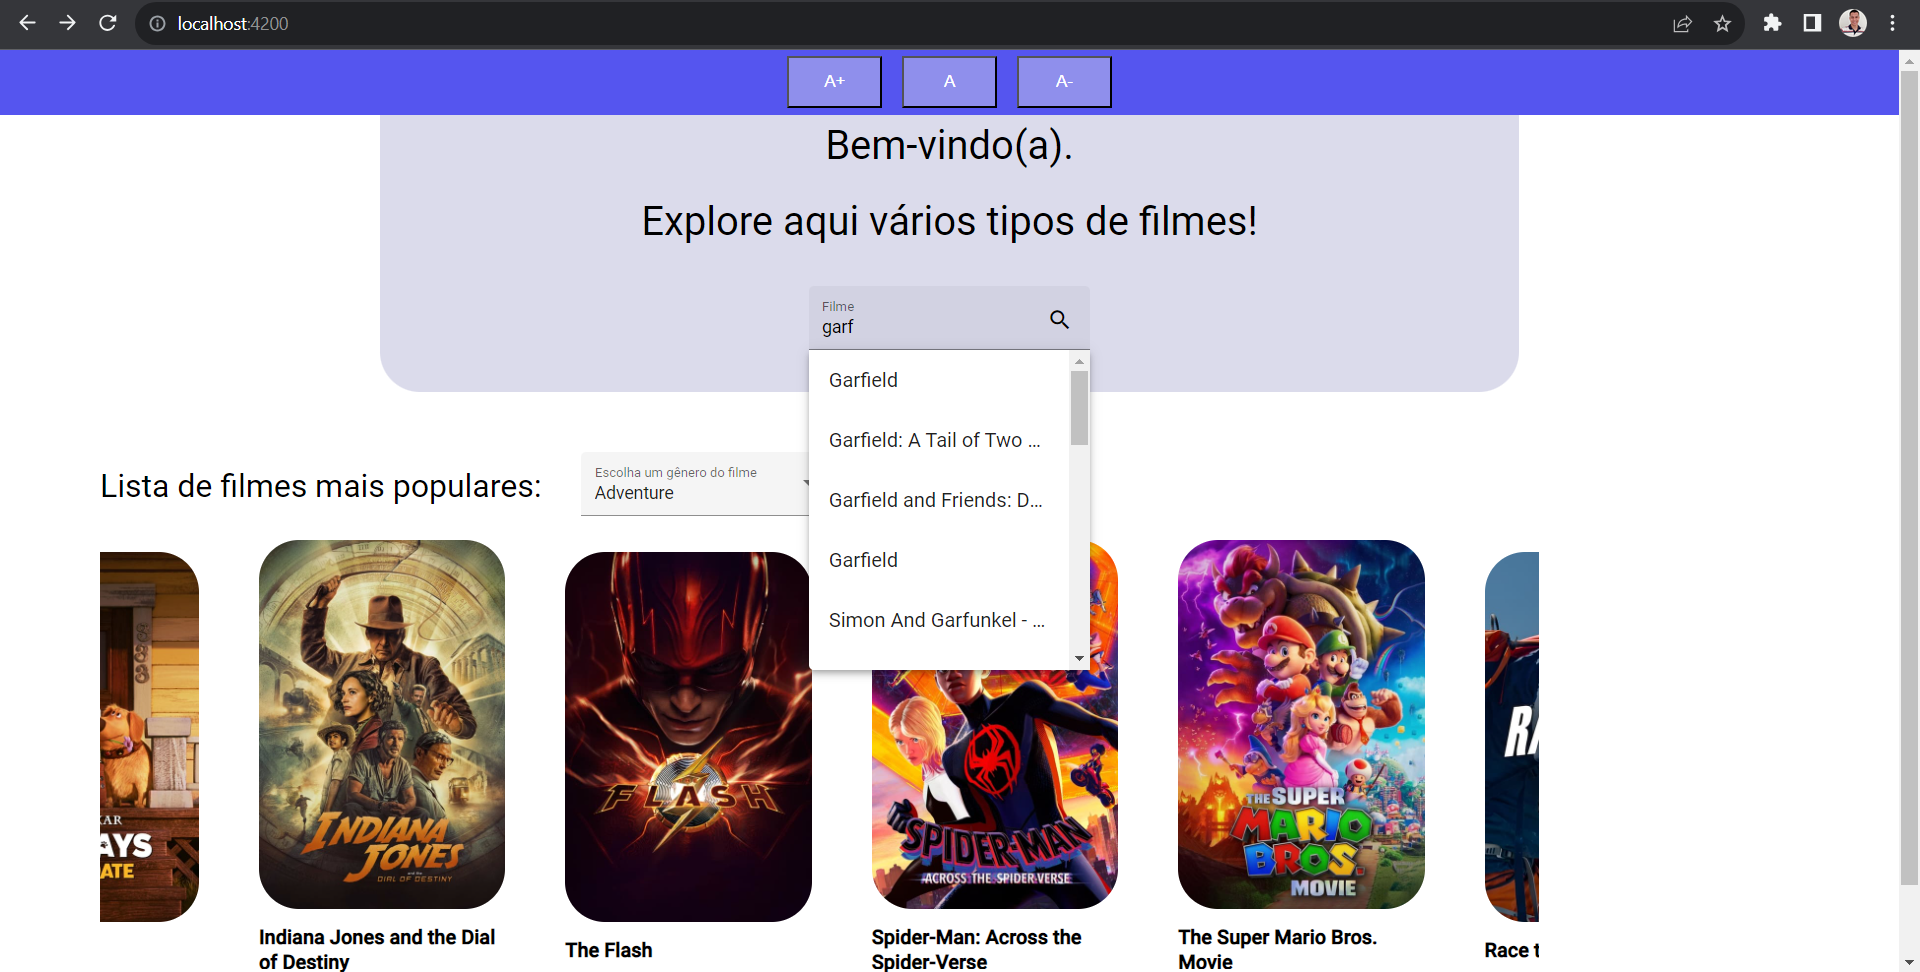 localhost:4200
A+
A
A-
Bem-vindo(a).
Explore aqui vários tipos de filmes!
Filme
garf
Garfield
Garfield: A Tail of Two ...
Garfield and Friends: D...
Garfield
Simon And Garfunkel - ...
Lista de filmes mais populares:
Escolha um gênero do filme
Adventure
AYS
ATE
INDIANA
JONES
and the
DIAL OF DESTINY
FLASH
SPIDER-MAN
ACROSS THE SPIDER-VERSE
THE SUPER
MARIO
BROS.
MOVIE
Indiana Jones and the Dial
of Destiny
The Flash
Spider-Man: Across the
Spider-Verse
The Super Mario Bros.
Movie
Race t